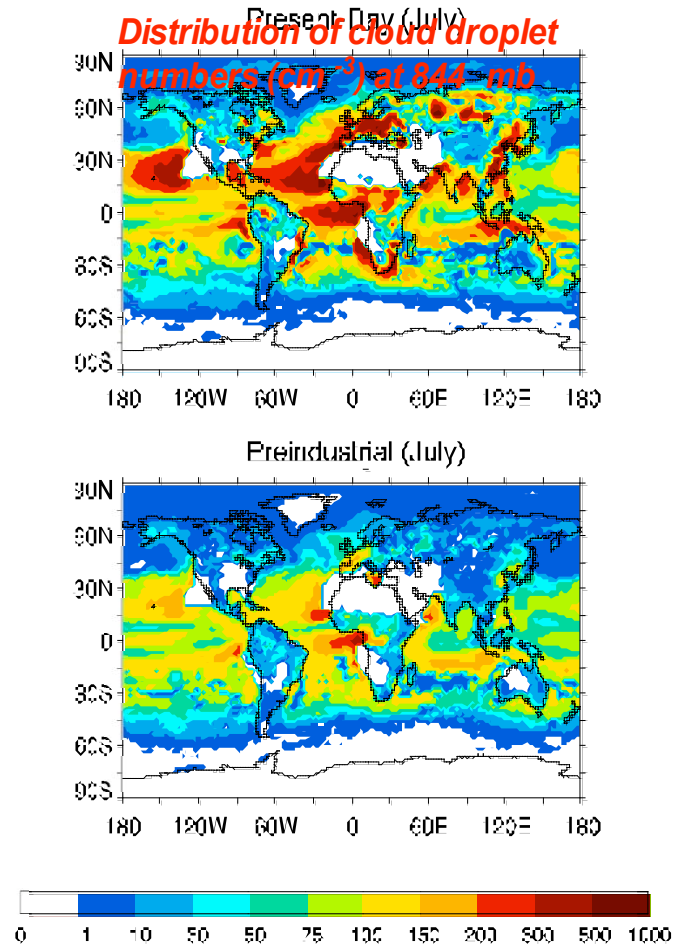 Present Day (July)
Distribution of cloud droplet
numbers (cm-3) at 844 mb
90N
60N
30N
0
30S
60S
90S
180 120W 60W 0 60E 120E 180
Preindustrial (July)
90N
60N
30N
0
30S
60S
90S
180 120W 60W 0 60E 120E 180
0 1 10 50 75 100 150 200 300 500 1000